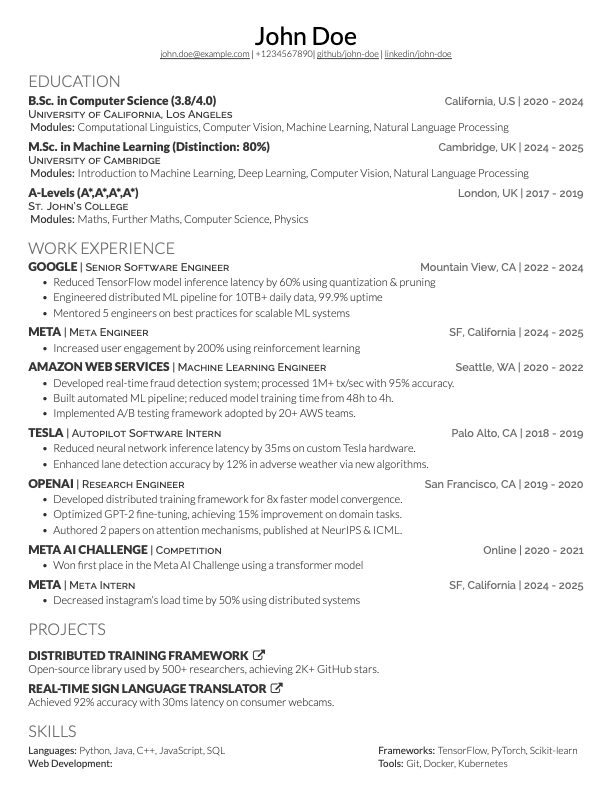 John Doe
john.doe@example.com | +1234567890| github/john-doe | linkedin/john-doe
EDUCATION
B.Sc. in Computer Science (3.8/4.0) California, U.S | 2020 - 2024
University of California, Los Angeles
Modules: Computational Linguistics, Computer Vision, Machine Learning, Natural Language Processing
M.Sc. in Machine Learning (Distinction: 80%) Cambridge, UK | 2024 - 2025
University of Cambridge
Modules: Introduction to Machine Learning, Deep Learning, Computer Vision, Natural Language Processing
A-Levels (A*,A*,A*,A*) London, UK | 2017 - 2019
St. John's College
Modules: Maths, Further Maths, Computer Science, Physics
WORK EXPERIENCE
GOOGLE | Senior Software Engineer Mountain View, CA | 2022 - 2024
• Reduced TensorFlow model inference latency by 60% using quantization & pruning
• Engineered distributed ML pipeline for 10TB+ daily data, 99.9% uptime
• Mentored 5 engineers on best practices for scalable ML systems
META | Meta Engineer SF, California | 2024 - 2025
• Increased user engagement by 200% using reinforcement learning
AMAZON WEB SERVICES | Machine Learning Engineer Seattle, WA | 2020 - 2022
• Developed real-time fraud detection system; processed 1M+ tx/sec with 95% accuracy.
• Built automated ML pipeline; reduced model training time from 48h to 4h.
• Implemented A/B testing framework adopted by 20+ AWS teams.
TESLA | Autopilot Software Intern Palo Alto, CA | 2018 - 2019
• Reduced neural network inference latency by 35ms on custom Tesla hardware.
• Enhanced lane detection accuracy by 12% in adverse weather via new algorithms.
OPENAI | Research Engineer San Francisco, CA | 2019 - 2020
• Developed distributed training framework for 8x faster model convergence.
• Optimized GPT-2 fine-tuning, achieving 15% improvement on domain tasks.
• Authored 2 papers on attention mechanisms, published at NeurIPS & ICML.
META AI CHALLENGE | Competition Online | 2020 - 2021
• Won first place in the Meta AI Challenge using a transformer model
META | Meta Intern SF, California | 2024 - 2025
• Decreased instagram's load time by 50% using distributed systems
PROJECTS
DISTRIBUTED TRAINING FRAMEWORK
Open-source library used by 500+ researchers, achieving 2K+ GitHub stars.
REAL-TIME SIGN LANGUAGE TRANSLATOR
Achieved 92% accuracy with 30ms latency on consumer webcams.
SKILLS
Languages: Python, Java, C++, JavaScript, SQL Frameworks: TensorFlow, PyTorch, Scikit-learn
Web Development: Tools: Git, Docker, Kubernetes